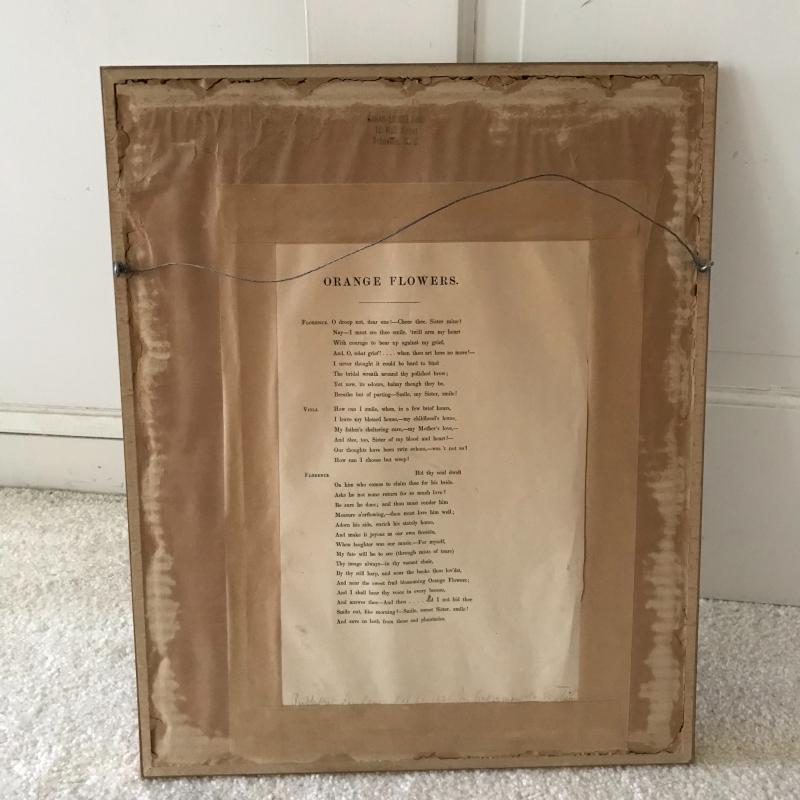 ORANGE FLOWERS.
FLORENCE. O droop not, dear one!—Cheer thee, Sister mine!
Nay—I must see thee smile, 'twill arm my heart
With courage to bear up against my grief.
And, O, what grief! . . . . when thou art here no more!—
I never thought it could be hard to bind
The bridal wreath around thy polished brow;
Yet now, its odours, balmy though they be,
Breathe but of parting—Smile, my Sister, smile!
VIOLA. How can I smile, when, in a few brief hours,
I leave my blessed home,—my childhood's home,
My father's sheltering care,—my Mother's love,—
And thee, too, Sister of my blood and heart!—
Our thoughts have been twin echoes,—was 't not so?
How can I choose but weep?
FLORENCE. Bid thy soul dwell
On him who comes to claim thee for his bride.
Asks he not some return for so much love?
Be sure he does; and thou must render him
Measure o'erflowing,—thou must love him well;
Adorn his side, enrich his stately home,
And make it joyous as our own fireside,
When laughter was our music.—For myself,
My fate will be to see (through mists of tears)
Thy image always—in thy vacant chair,
By thy still harp, and near the books thou lov'dst,
And near the sweet frail blossoming Orange Flowers;
And I shall hear thy voice in every breeze,
And answer thee—And then . . . . I not bid thee
Smile out, like morning?—Smile, sweet Sister, smile!
And save us both from these sad phantasies.